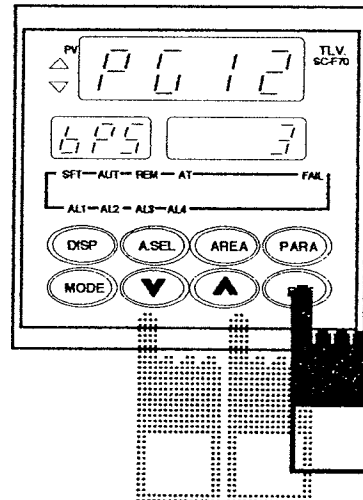 PV
TLV.
SC-F70
PG 12
bPS 3
SFT AUT REM AT FAIL
AL1 AL2 AL3 AL4
DISP A.SEL AREA PARA
MODE